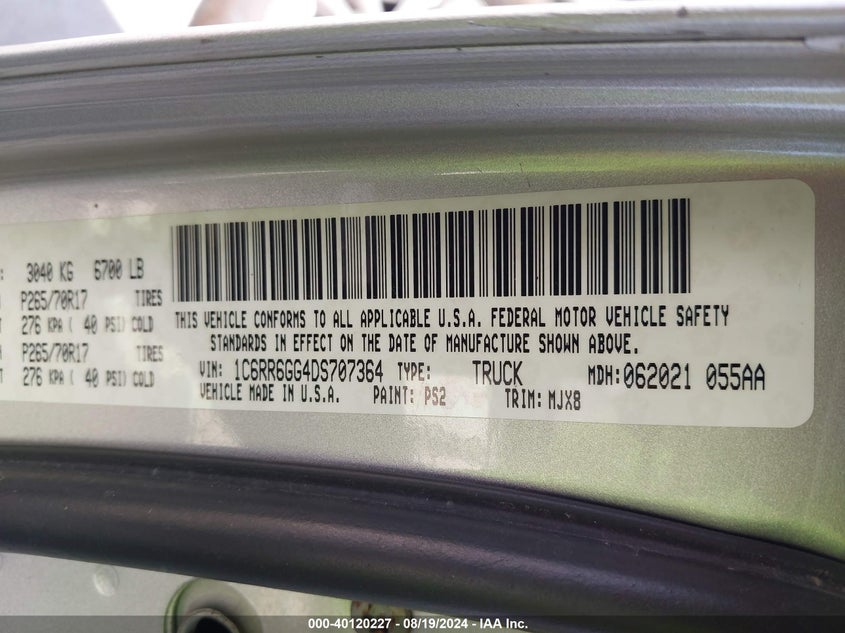 : 3040 KG 6700 LB
P265/70R17 TIRES
276 KPA ( 40 PSI) COLD
P265/70R17 TIRES
276 KPA ( 40 PSI) COLD
THIS VEHICLE CONFORMS TO ALL APPLICABLE U.S.A. FEDERAL MOTOR VEHICLE SAFETY
STANDARDS IN EFFECT ON THE DATE OF MANUFACTURE SHOWN ABOVE.
VIN: 1C6RR6GG4DS707364 TYPE: TRUCK MDH: 062021 055AA
VEHICLE MADE IN U.S.A. PAINT: PS2 TRIM: MJX8
000-40120227 - 08/19/2024 - IAA Inc.